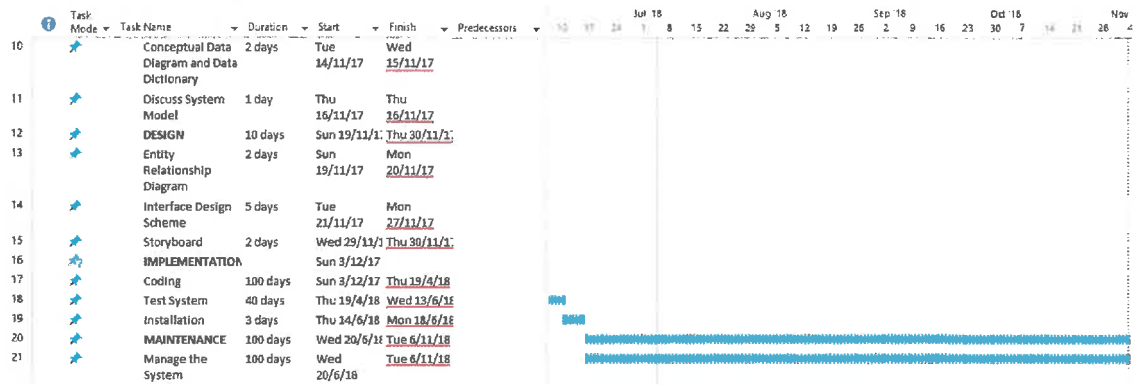 Task Mode Task Name Duration Start Finish Predecessors
Jul '18 Aug '18 Sep '18 Oct '18 Nov
10 17 24 1 8 15 22 29 5 12 19 26 2 9 16 23 30 7 14 21 28 4
10 Conceptual Data 2 days Tue Wed
Diagram and Data 14/11/17 15/11/17
Dictionary
11 Discuss System 1 day Thu Thu
Model 16/11/17 16/11/17
12 DESIGN 10 days Sun 19/11/1 Thu 30/11/1
13 Entity 2 days Sun Mon
Relationship 19/11/17 20/11/17
Diagram
14 Interface Design 5 days Tue Mon
Scheme 21/11/17 27/11/17
15 Storyboard 2 days Wed 29/11/1 Thu 30/11/1
16 IMPLEMENTATION Sun 3/12/17
17 Coding 100 days Sun 3/12/17 Thu 19/4/18
18 Test System 40 days Thu 19/4/18 Wed 13/6/18
19 Installation 3 days Thu 14/6/18 Mon 18/6/18
20 MAINTENANCE 100 days Wed 20/6/18 Tue 6/11/18
21 Manage the 100 days Wed Tue 6/11/18
System 20/6/18